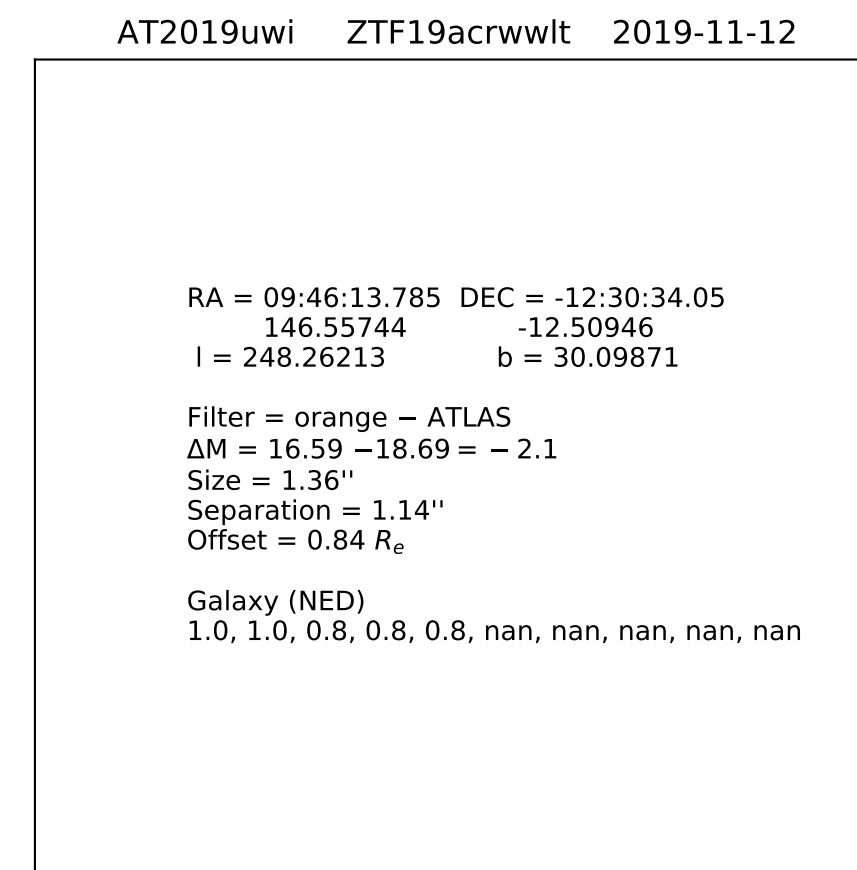 AT2019uwi ZTF19acrwwlt 2019-11-12
RA = 09:46:13.785 DEC = -12:30:34.05
146.55744 -12.50946
l = 248.26213 b = 30.09871
Filter = orange − ATLAS
ΔM = 16.59 −18.69 = − 2.1
Size = 1.36''
Separation = 1.14''
Offset = 0.84 Re
Galaxy (NED)
1.0, 1.0, 0.8, 0.8, 0.8, nan, nan, nan, nan, nan